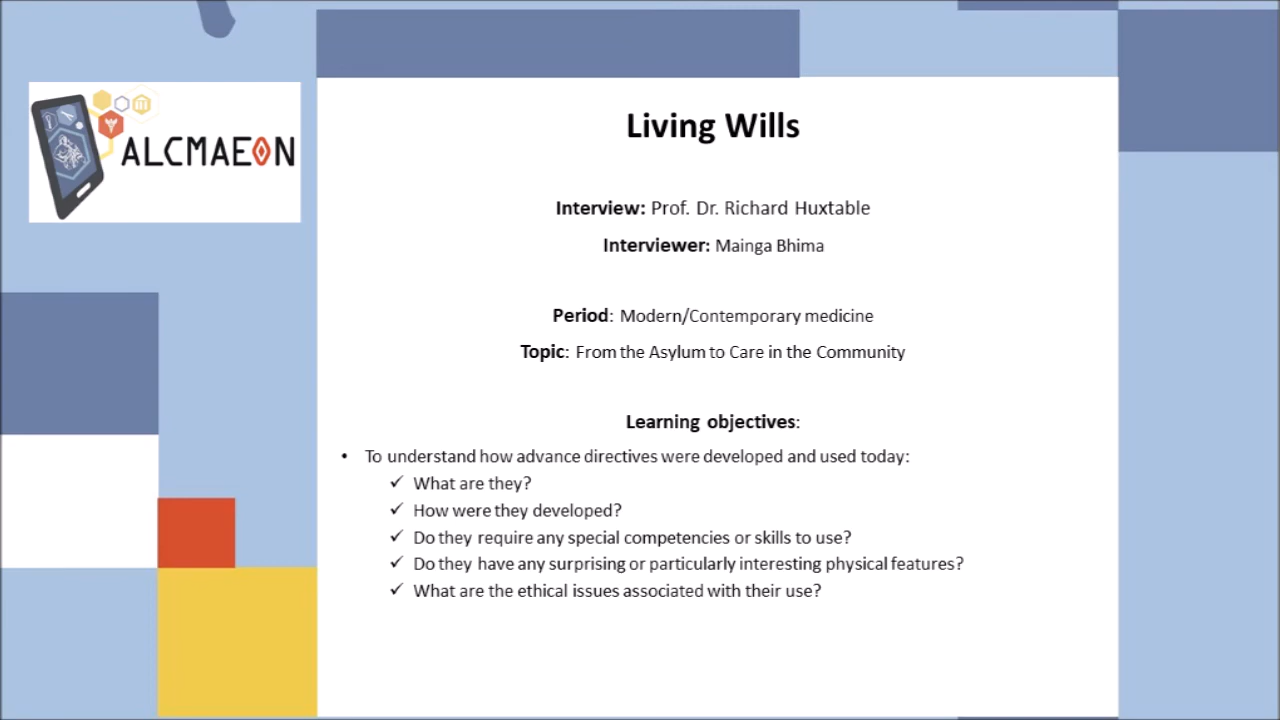 ALCMAEON
Living Wills
Interview: Prof. Dr. Richard Huxtable
Interviewer: Mainga Bhima
Period: Modern/Contemporary medicine
Topic: From the Asylum to Care in the Community
Learning objectives:
• To understand how advance directives were developed and used today:
✓ What are they?
✓ How were they developed?
✓ Do they require any special competencies or skills to use?
✓ Do they have any surprising or particularly interesting physical features?
✓ What are the ethical issues associated with their use?